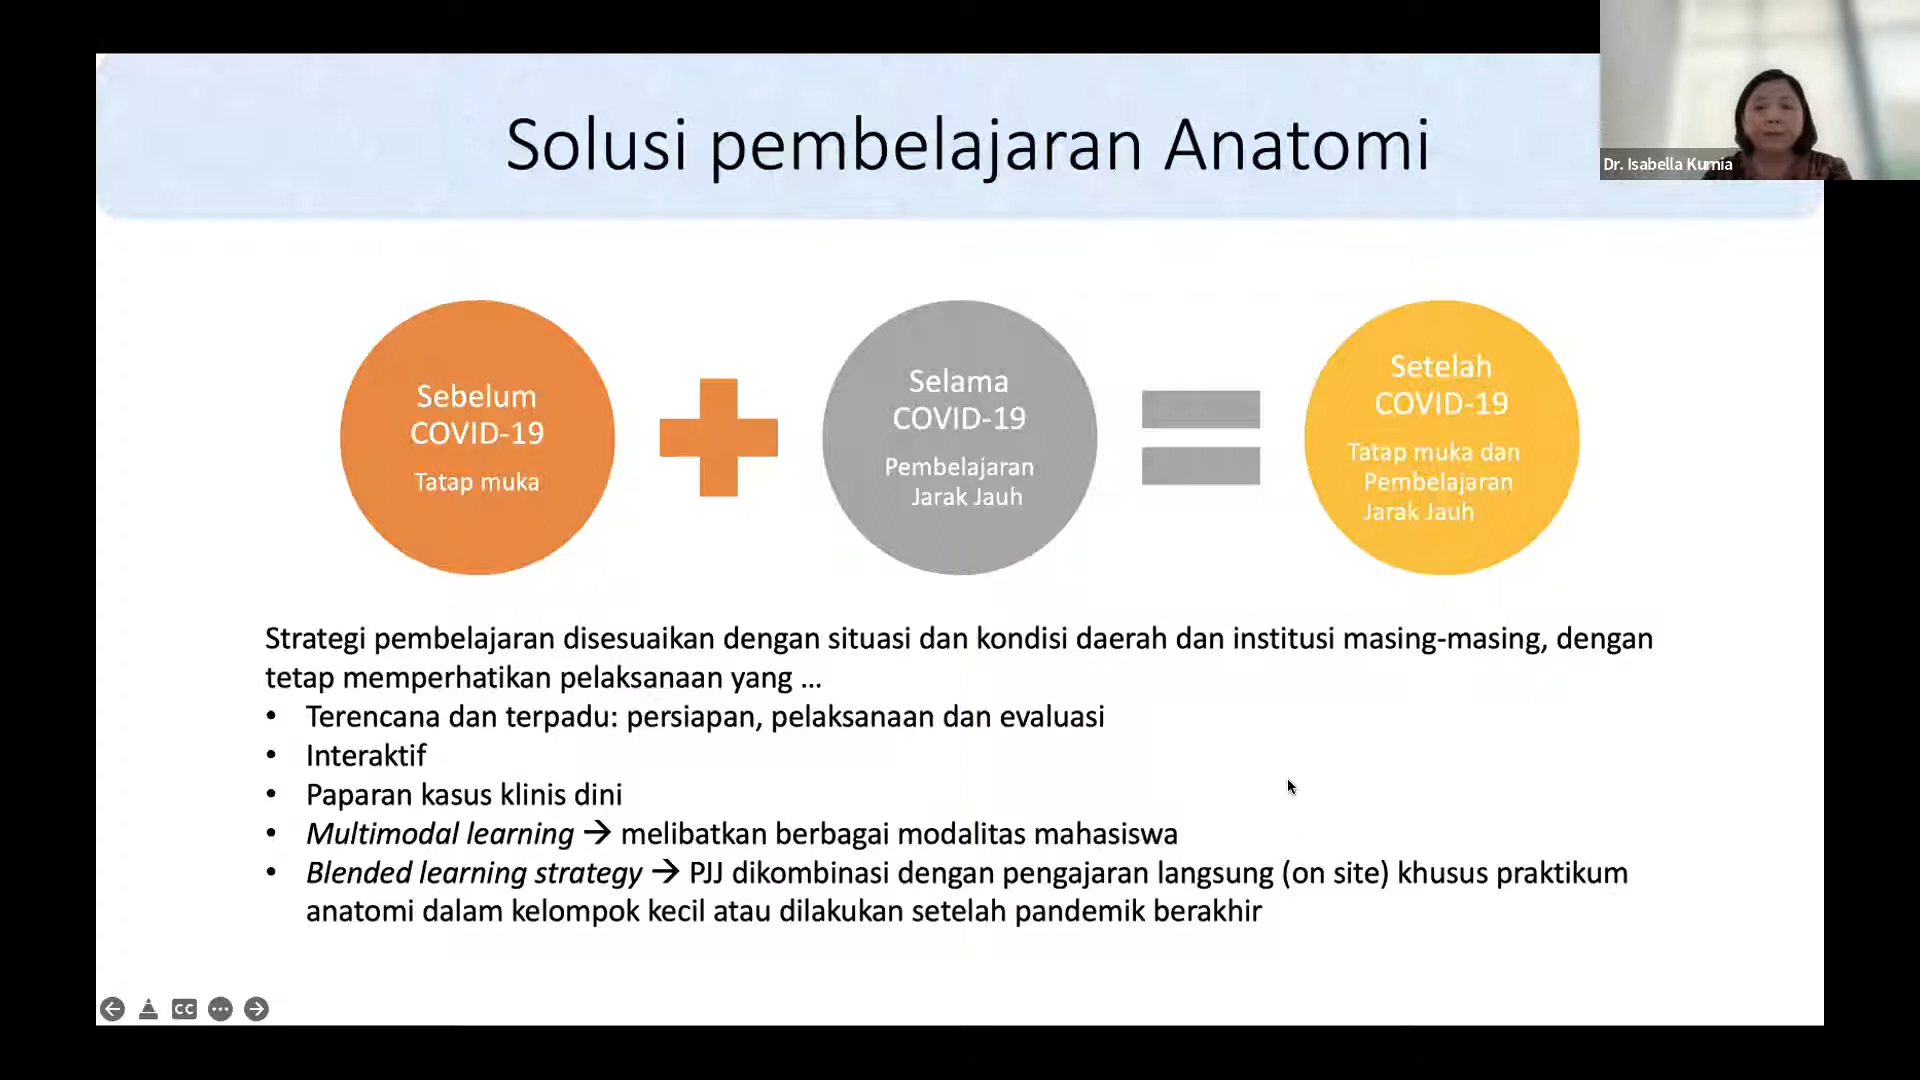 Solusi pembelajaran Anatomi
Dr. Isabella Kurnia
Sebelum
COVID-19
Tatap muka
Selama
COVID-19
Pembelajaran
Jarak Jauh
Setelah
COVID-19
Tatap muka dan
Pembelajaran
Jarak Jauh
Strategi pembelajaran disesuaikan dengan situasi dan kondisi daerah dan institusi masing-masing, dengan
tetap memperhatikan pelaksanaan yang ...
• Terencana dan terpadu: persiapan, pelaksanaan dan evaluasi
• Interaktif
• Paparan kasus klinis dini
• Multimodal learning → melibatkan berbagai modalitas mahasiswa
• Blended learning strategy → PJJ dikombinasi dengan pengajaran langsung (on site) khusus praktikum
anatomi dalam kelompok kecil atau dilakukan setelah pandemik berakhir
CC